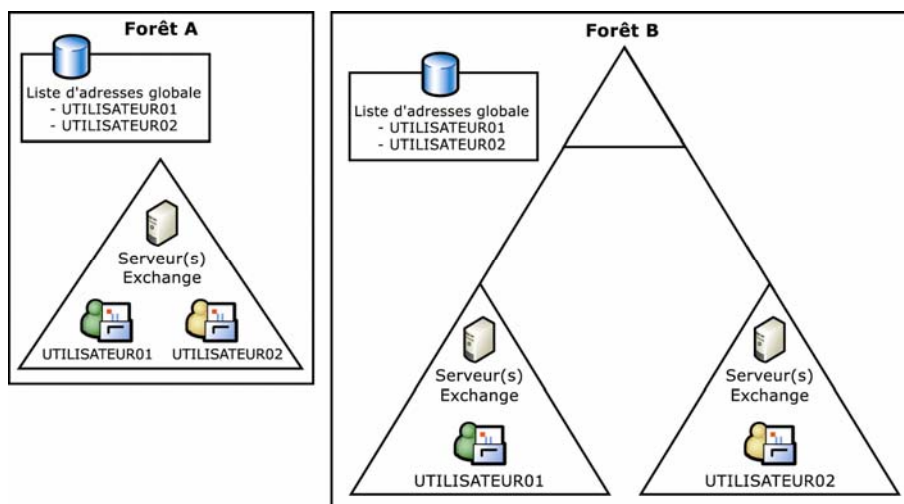 Forêt A
Liste d'adresses globale
- UTILISATEUR01
- UTILISATEUR02
Serveur(s)
Exchange
UTILISATEUR01
UTILISATEUR02
Forêt B
Liste d'adresses globale
- UTILISATEUR01
- UTILISATEUR02
Serveur(s)
Exchange
UTILISATEUR01
Serveur(s)
Exchange
UTILISATEUR02